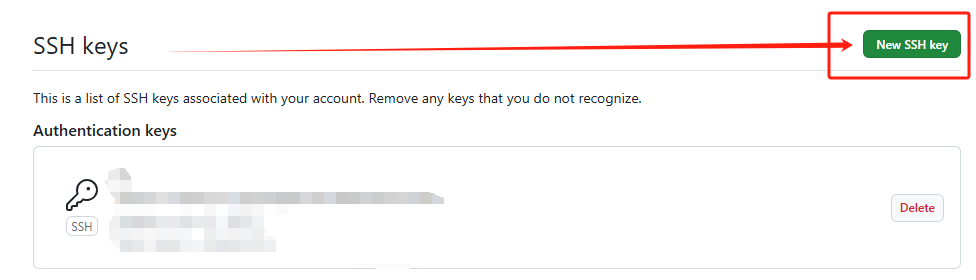 SSH keys
New SSH key
This is a list of SSH keys associated with your account. Remove any keys that you do not recognize.
Authentication keys
SSH
Delete